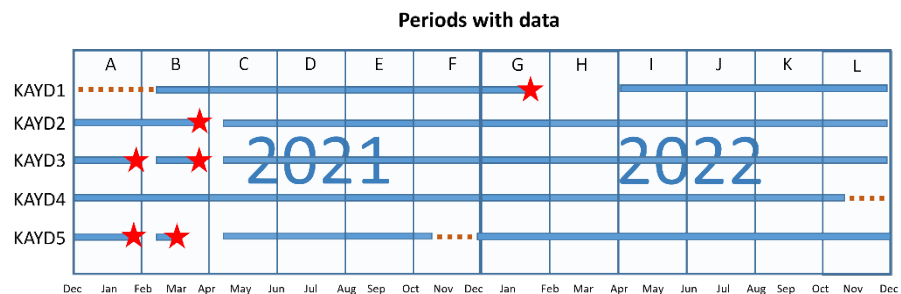 Periods with data
A B C D E F G H I J K L
KAYD1
KAYD2
KAYD3
2021 2022
KAYD4
KAYD5
Dec Jan Feb Mar Apr Jun Jul Aug Sep Oct Nov Dec Jan Feb Mar Apr May Jun Jul Aug Sep Oct Nov Dec